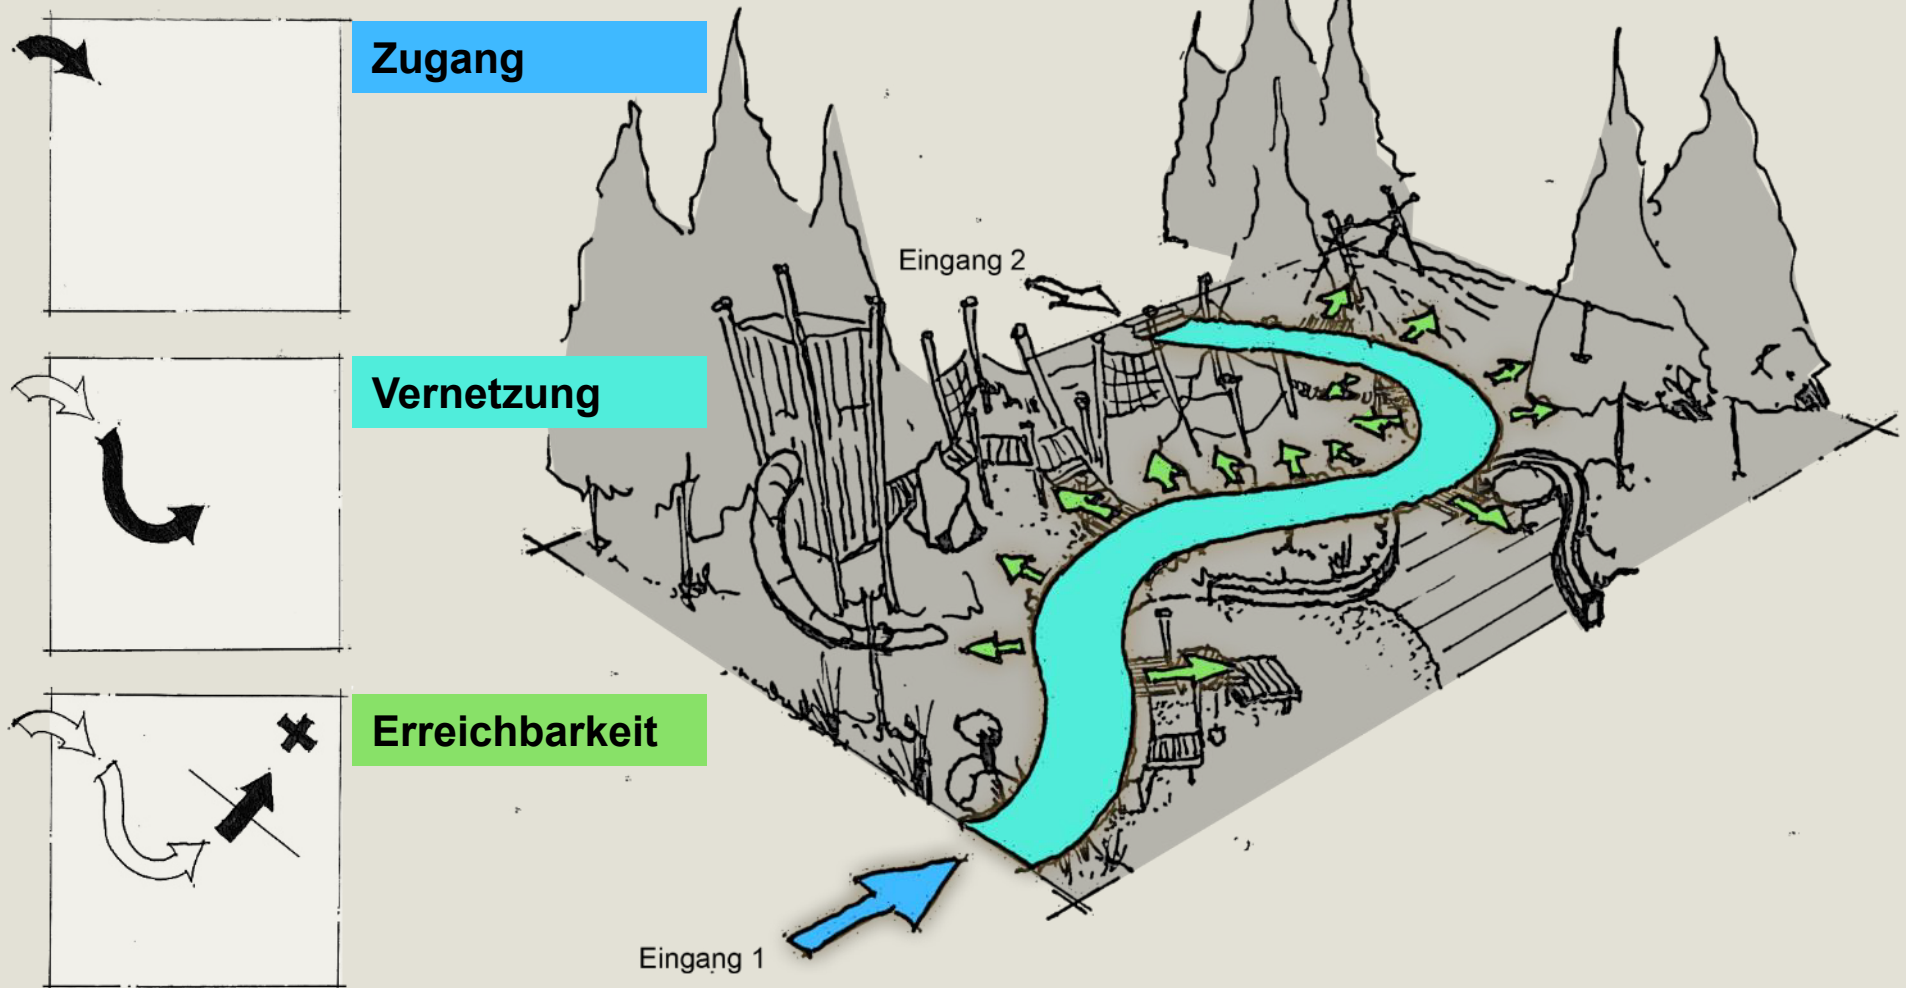 Zugang
Eingang 2
Vernetzung
Erreichbarkeit
Eingang 1